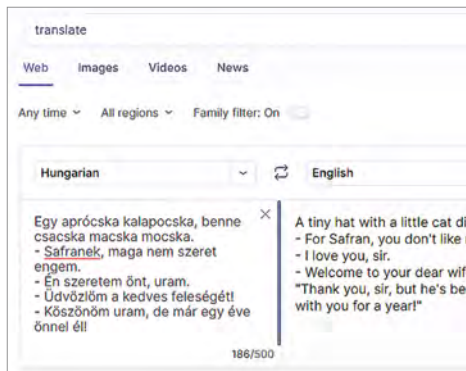 translate
Web Images Videos News
Any time All regions Family filter: On
Hungarian English
Egy aprócska kalapocska, benne
csacska macska mocska.
- Safranek, maga nem szeret
engem.
- Én szeretem önt, uram.
- Üdvözlöm a kedves feleségét!
- Köszönöm uram, de már egy éve
önnel él!
186/500
A tiny hat with a little cat di
- For Safran, you don't like
- I love you, sir.
- Welcome to your dear wif
"Thank you, sir, but he's be
with you for a year!"